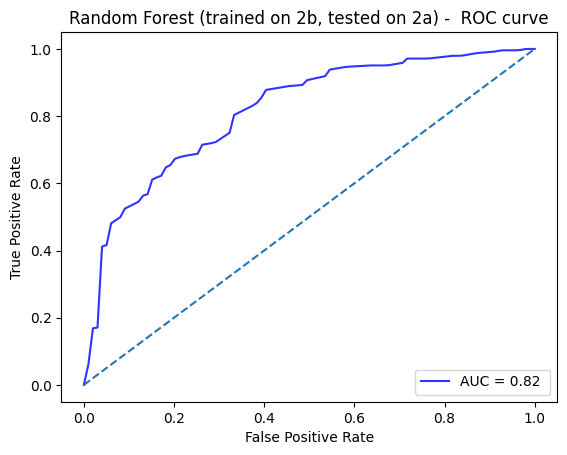 Random Forest (trained on 2b, tested on 2a) -  ROC curve
1.0
0.8
0.6
0.4
0.2
0.0
True Positive Rate
AUC = 0.82
0.0 0.2 0.4 0.6 0.8 1.0
False Positive Rate